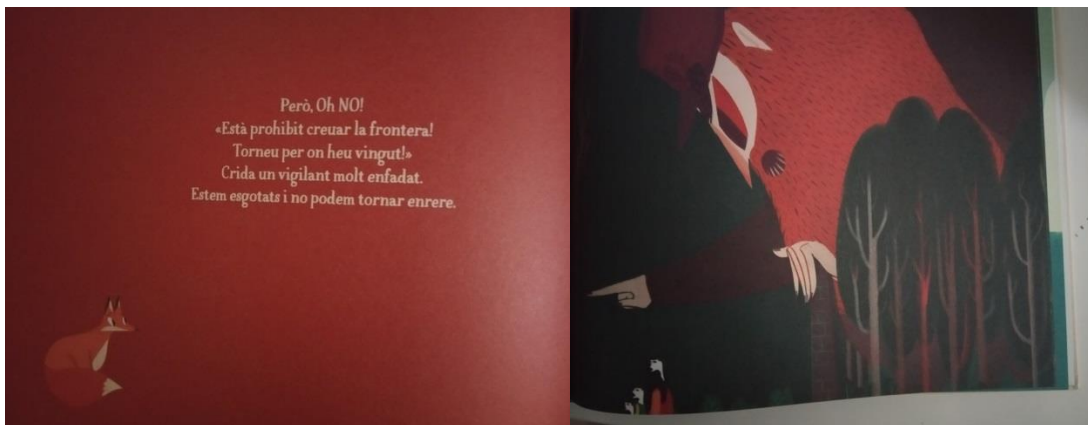 Però, Oh NO!
«Està prohibit creuar la frontera!
Torneu per on heu vingut!»
Crida un vigilant molt enfadat.
Estem esgotats i no podem tornar enrere.